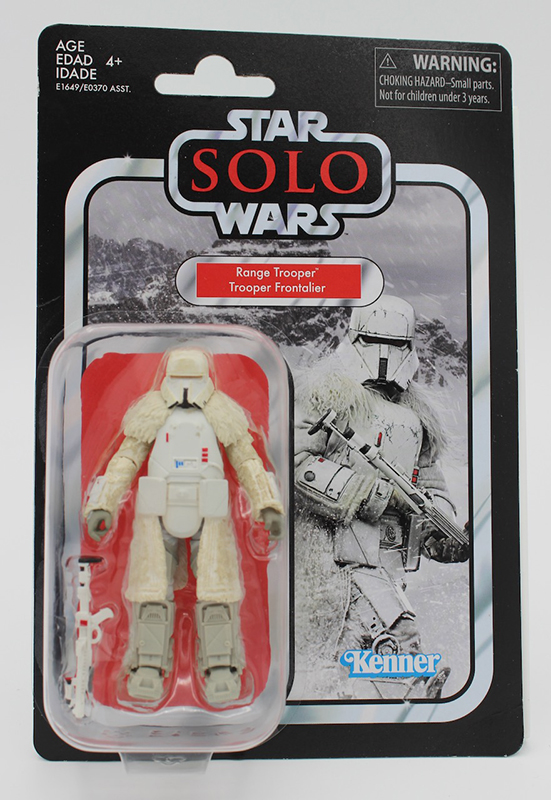 AGE
EDAD 4+
IDADE
E1649/E0370 ASST.
WARNING:
CHOKING HAZARD–Small parts.
Not for children under 3 years.
STAR
SOLO
WARS
Range Trooper™
Trooper Frontalier
Kenner